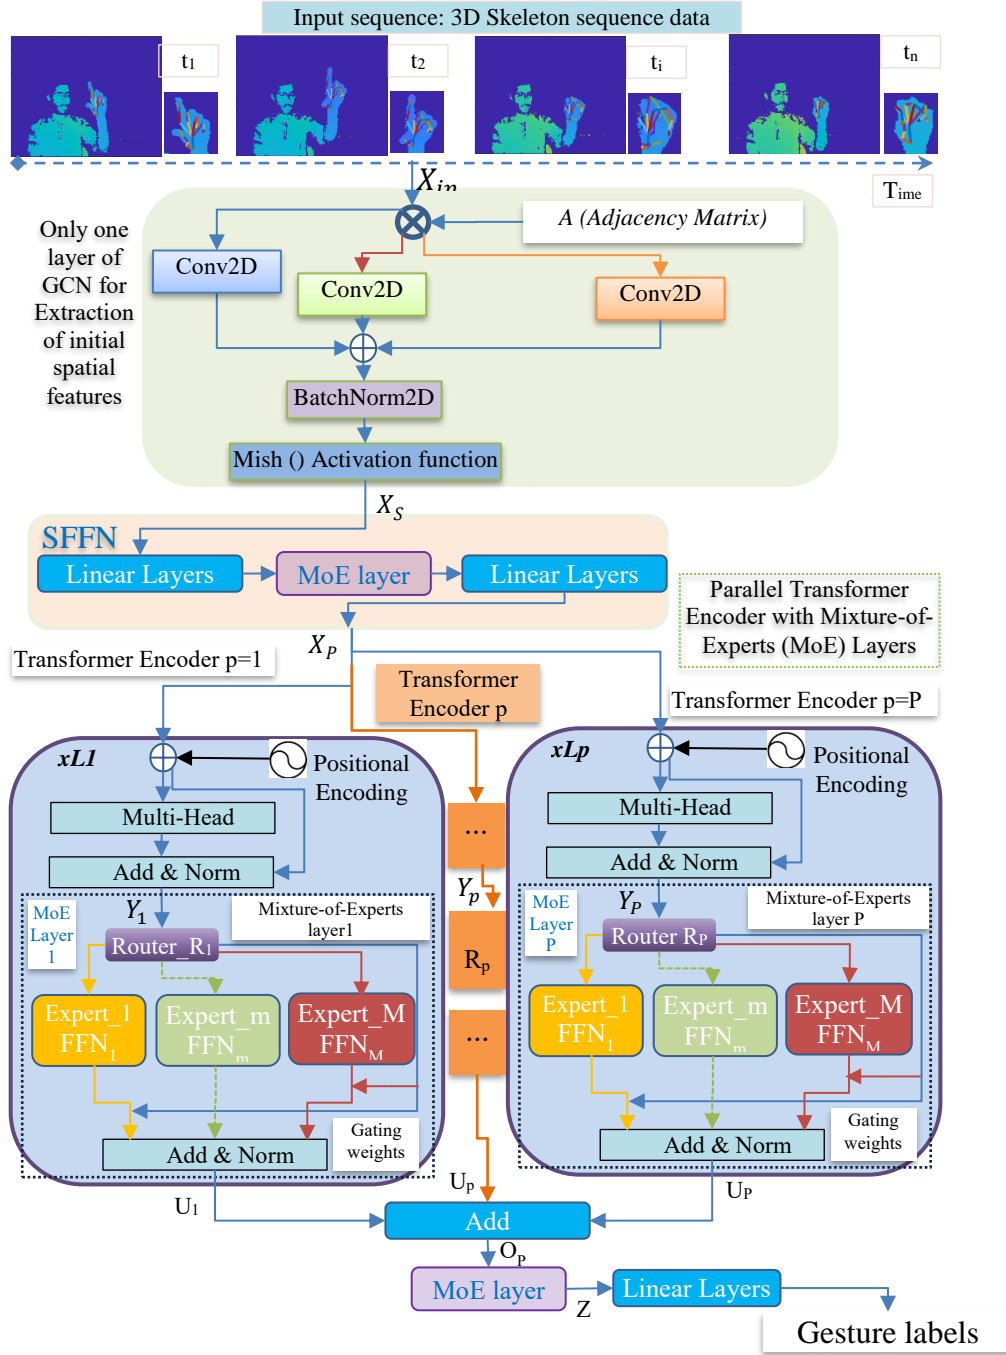 Input sequence: 3D Skeleton sequence data
t1
t2
ti
tn
Time
Xin
A (Adjacency Matrix)
Only one
layer of
GCN for
Extraction
of initial
spatial
features
Conv2D
Conv2D
Conv2D
BatchNorm2D
Mish () Activation function
XS
SFFN
Linear Layers
MoE layer
Linear Layers
Parallel Transformer
Encoder with Mixture-of-
Experts (MoE) Layers
XP
Transformer Encoder p=1
Transformer
Encoder p
Transformer Encoder p=P
xL1
Positional
Encoding
Multi-Head
Add & Norm
MoE
Layer
1
Y1
Mixture-of-Experts
layer1
Router_R1
Expert_1
FFN1
Expert_m
FFNm
Expert_M
FFNM
Gating
weights
Add & Norm
U1
...
Yp
Rp
...
Up
xLp
Positional
Encoding
Multi-Head
Add & Norm
MoE
Layer
P
YP
Mixture-of-Experts
layer P
Router RP
Expert_1
FFN1
Expert_m
FFNm
Expert_M
FFNM
Gating
weights
Add & Norm
UP
Add
OP
MoE layer
Z
Linear Layers
Gesture labels